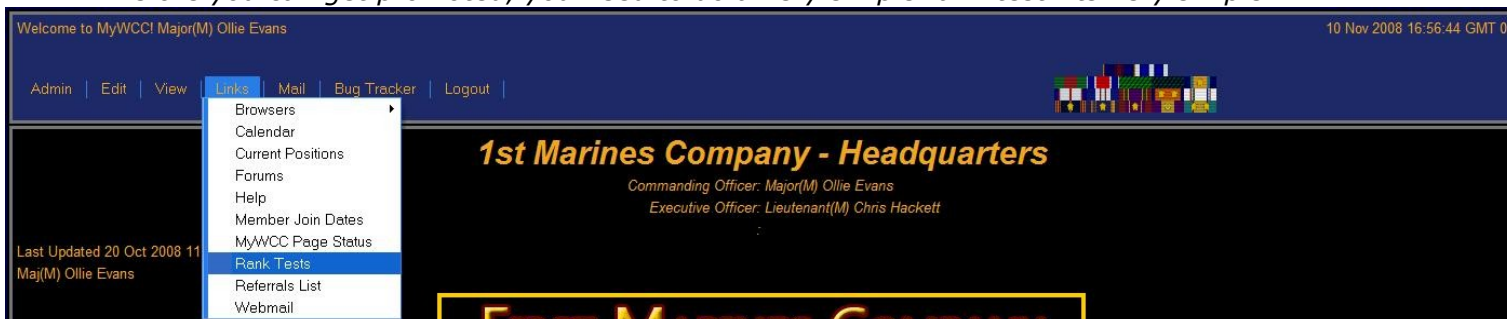 Welcome to MyWCC! Major(M) Ollie Evans
10 Nov 2008 16:56:44 GMT
Admin | Edit | View | Links | Mail | Bug Tracker | Logout |
Browsers
Calendar
Current Positions
Forums
Help
Member Join Dates
MyWCC Page Status
Rank Tests
Referrals List
Webmail
1st Marines Company - Headquarters
Commanding Officer: Major(M) Ollie Evans
Executive Officer: Lieutenant(M) Chris Hackett
:
Last Updated 20 Oct 2008 11
Maj(M) Ollie Evans